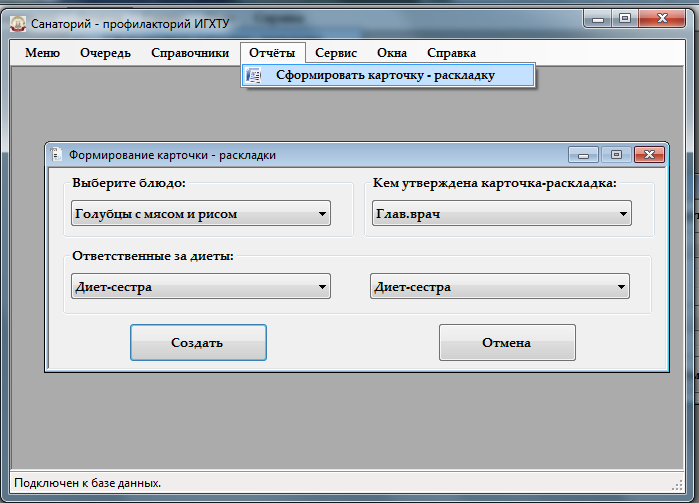 Санаторий - профилакторий ИГХТУ
Меню Очередь Справочники Отчёты Сервис Окна Справка
Сформировать карточку - раскладку
Формирование карточки - раскладки
Выберите блюдо: Кем утверждена карточка-раскладка:
Голубцы с мясом и рисом Глав.врач
Ответственные за диеты:
Диет-сестра Диет-сестра
Создать Отмена
Подключен к базе данных.